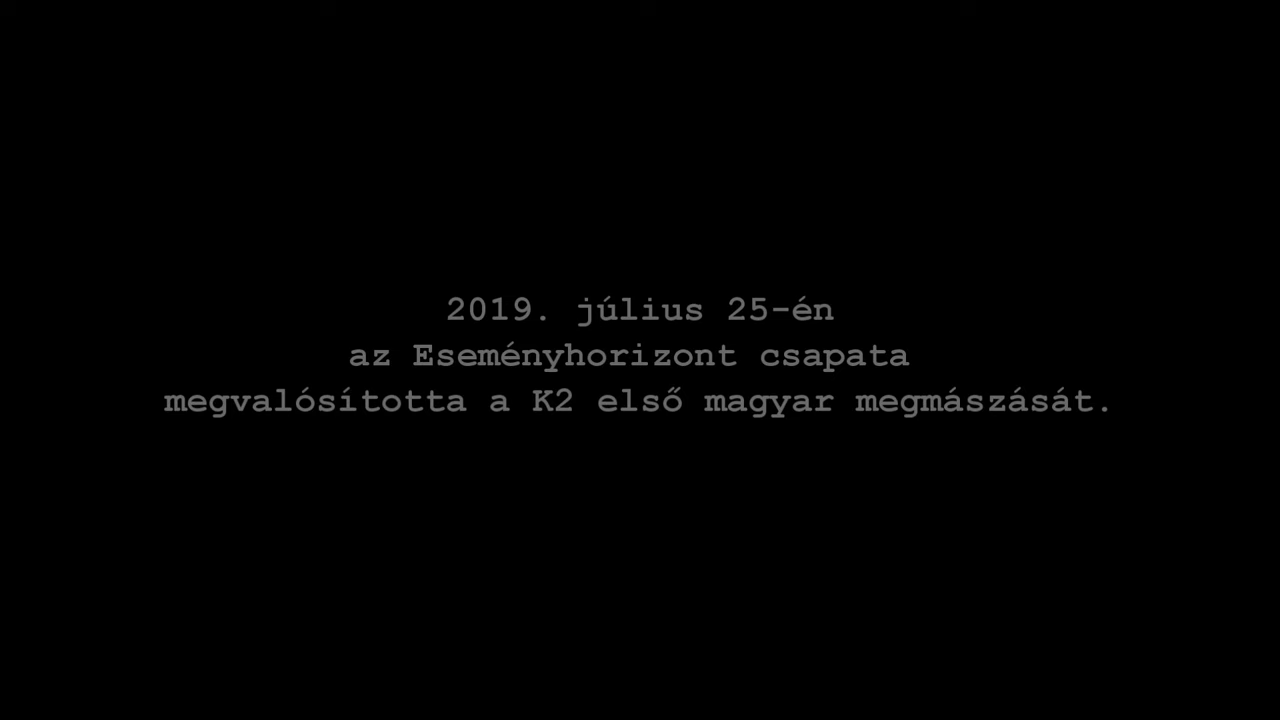 2019. július 25-én
az Eseményhorizont csapata
megvalósította a K2 első magyar megmászását.